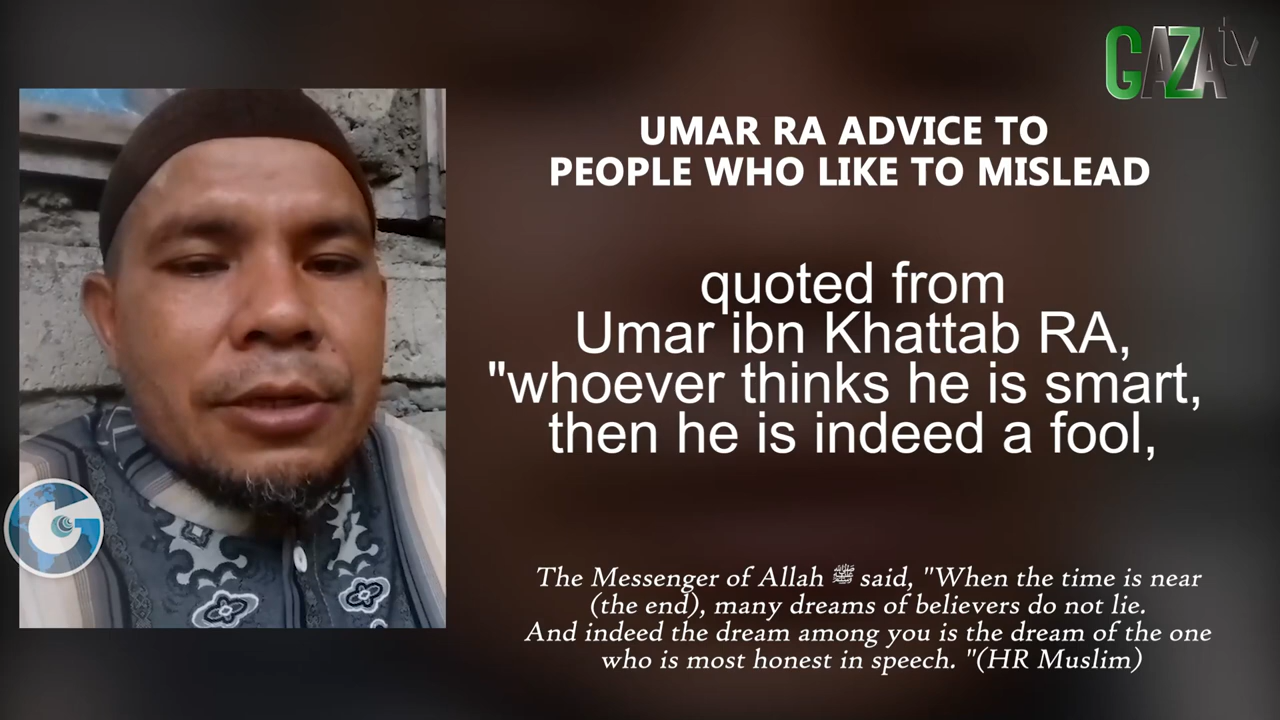 GAZA tv
UMAR RA ADVICE TO
PEOPLE WHO LIKE TO MISLEAD
quoted from
Umar ibn Khattab RA,
"whoever thinks he is smart,
then he is indeed a fool,
The Messenger of Allah ﷺ said, "When the time is near
(the end), many dreams of believers do not lie.
And indeed the dream among you is the dream of the one
who is most honest in speech. "(HR Muslim)